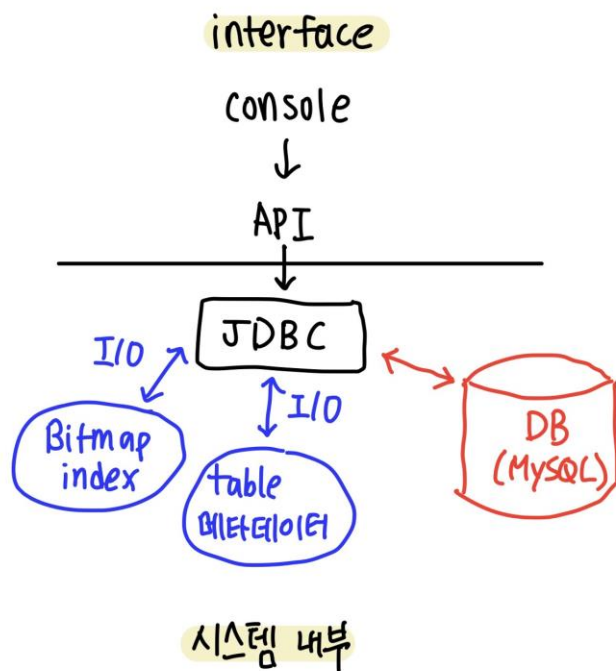 interface
console
API
JDBC
I/O
I/O
Bitmap
index
table
메타데이터
DB
(MySQL)
시스템 내부